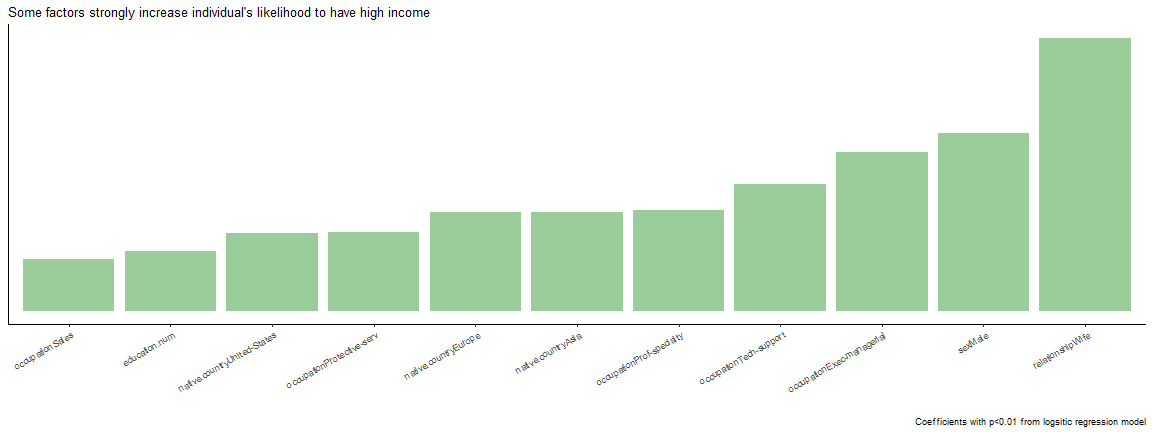 Some factors strongly increase individual's likelihood to have high income
occupationSales
education.num
native.countryUnited-States
occupationProtective-serv
native.countryEurope
native.countryAsia
occupationProf-specialty
occupationTech-support
occupationExec-managerial
sexMale
relationshipWife
Coefficients with p<0.01 from logsitic regression model